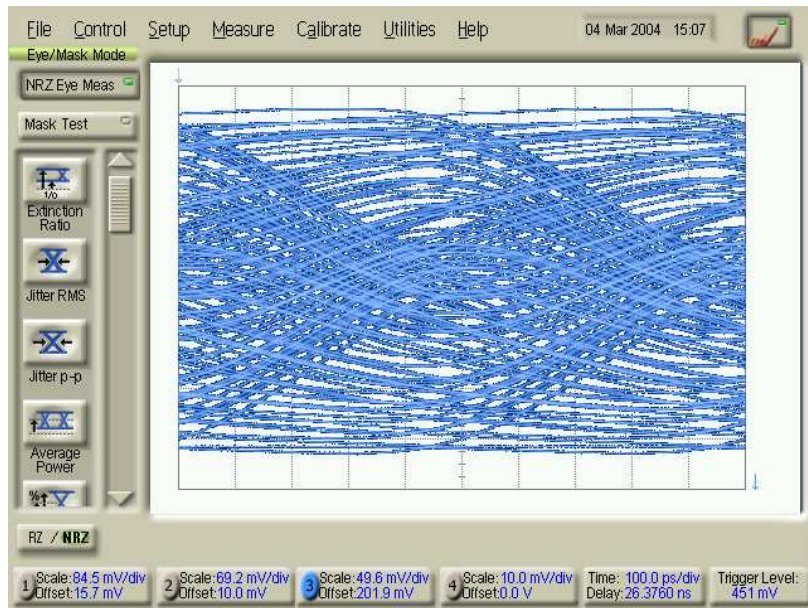 File Control Setup Measure Calibrate Utilities Help 04 Mar 2004 15:07
Eye/Mask Mode
NRZ Eye Meas
Mask Test
1/0
Extinction
Ratio
Jitter RMS
Jitter p-p
Average
Power
%
RZ / NRZ
1 Scale:84.5 mV/div
Offset:15.7 mV
2 Scale:69.2 mV/div
Offset:10.0 mV
3 Scale:49.6 mV/div
Offset:201.9 mV
4 Scale:10.0 mV/div
Offset:0.0 V
Time: 100.0 ps/div
Delay:26.3760 ns
Trigger Level:
451 mV